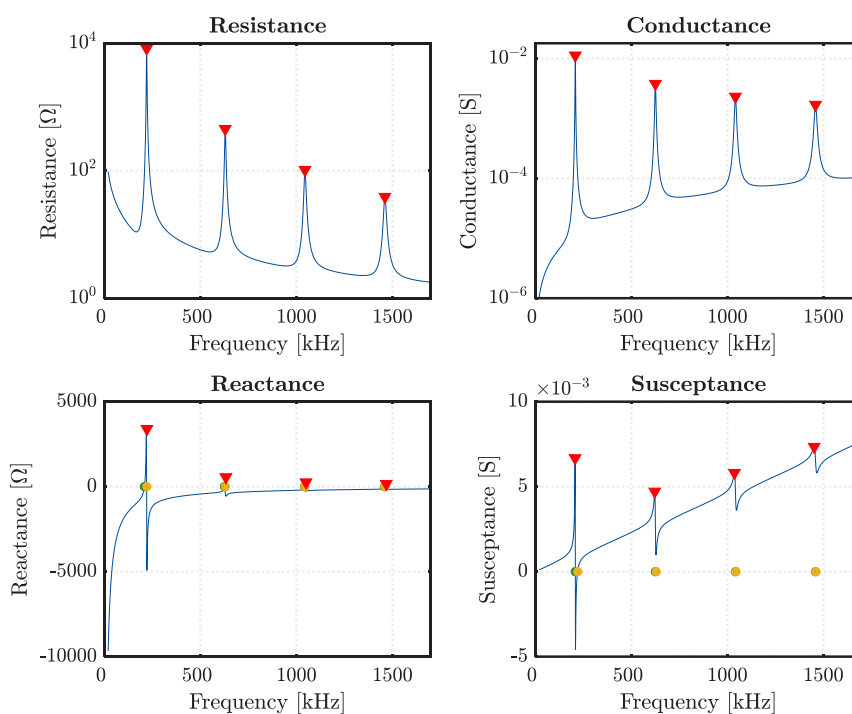 Resistance
10^4
10^2
10^0
Resistance [Ω]
0 500 1000 1500
Frequency [kHz]
Conductance
10^−2
10^−4
10^−6
Conductance [S]
0 500 1000 1500
Frequency [kHz]
Reactance
5000
0
-5000
-10000
Reactance [Ω]
0 500 1000 1500
Frequency [kHz]
×10^−3 Susceptance
10
5
0
-5
Susceptance [S]
0 500 1000 1500
Frequency [kHz]